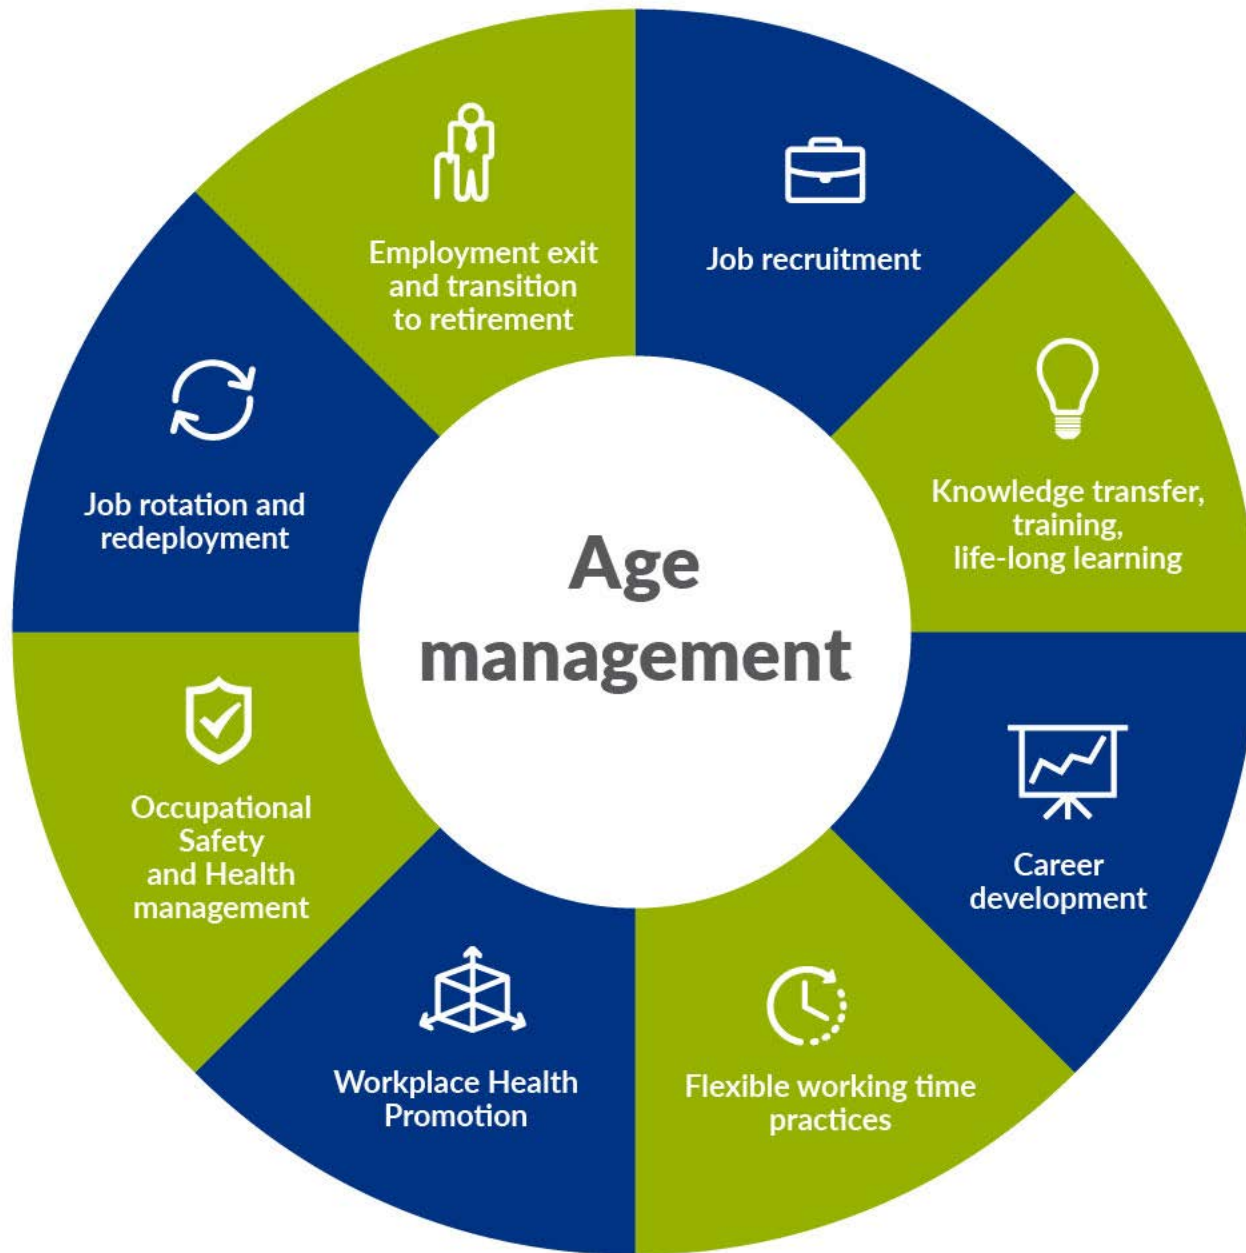 Age
management
Job recruitment
Knowledge transfer,
training,
life-long learning
Career
development
Flexible working time
practices
Workplace Health
Promotion
Occupational
Safety
and Health
management
Job rotation and
redeployment
Employment exit
and transition
to retirement